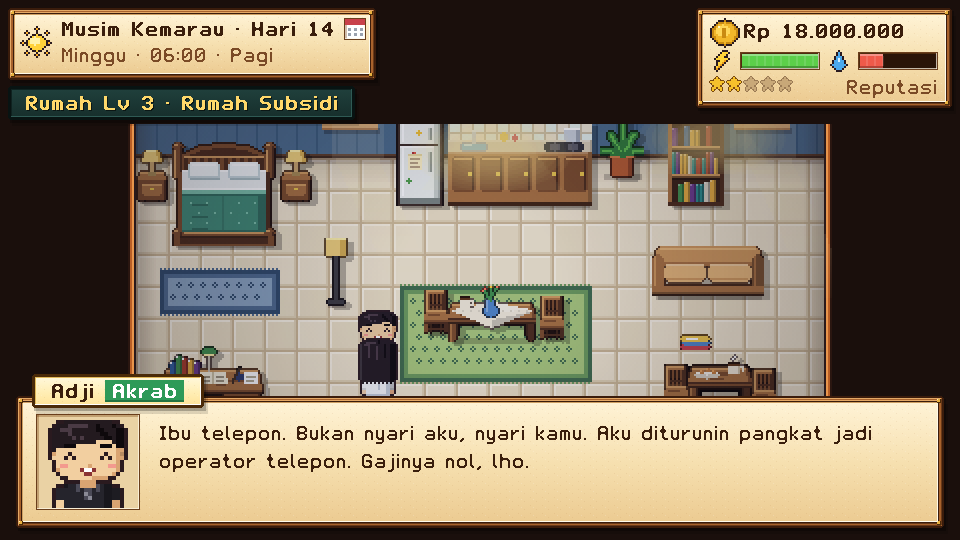 Musim Kemarau · Hari 14
Minggu · 06:00 · Pagi
Rp 18.000.000
Reputasi
Rumah Lv 3 · Rumah Subsidi
Adji Akrab
Ibu telepon. Bukan nyari aku, nyari kamu. Aku diturunin pangkat jadi
operator telepon. Gajinya nol, lho.